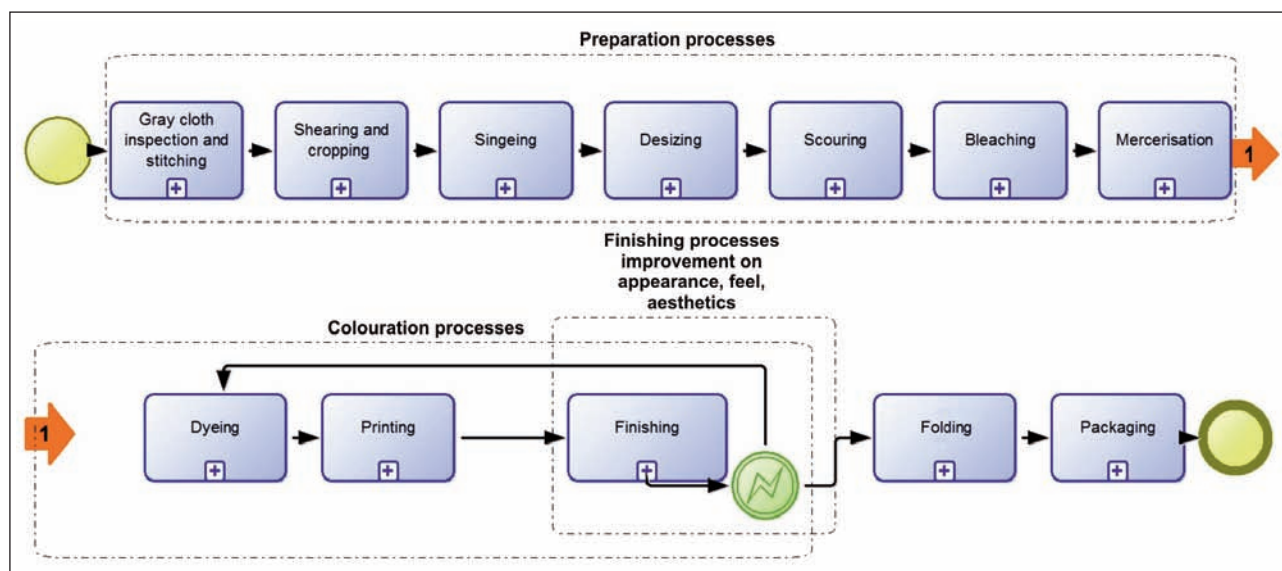 Preparation processes
Gray cloth
inspection and
stitching
Shearing and
cropping
Singeing
Desizing
Scouring
Bleaching
Mercerisation
1
Finishing processes
improvement on
appearance, feel,
aesthetics
Colouration processes
1
Dyeing
Printing
Finishing
Folding
Packaging